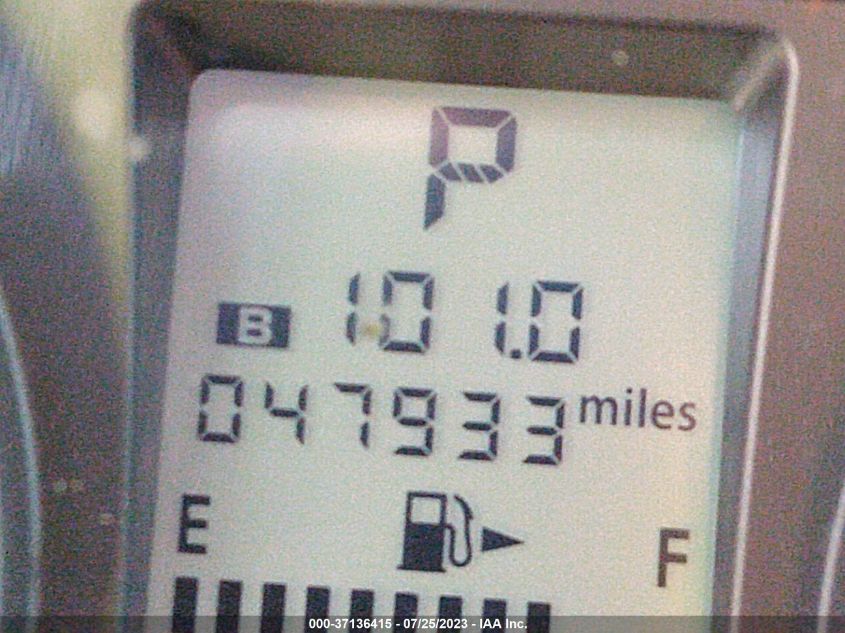 P
B 101.0
047933 miles
E F
000-37136415 - 07/25/2023 - IAA Inc.